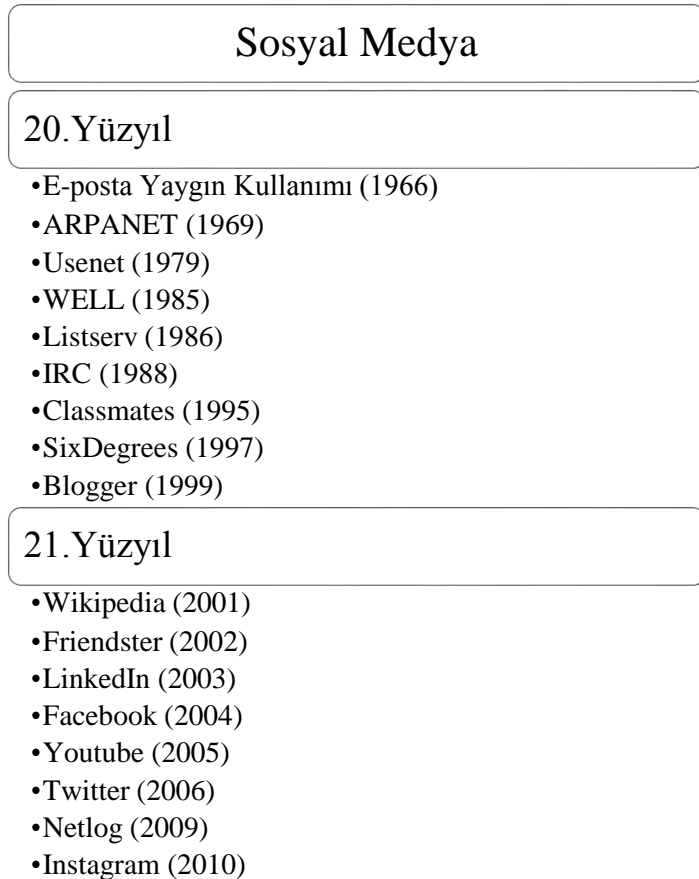 Sosyal Medya
20.Yüzyıl
•E-posta Yaygın Kullanımı (1966)
•ARPANET (1969)
•Usenet (1979)
•WELL (1985)
•Listserv (1986)
•IRC (1988)
•Classmates (1995)
•SixDegrees (1997)
•Blogger (1999)
21.Yüzyıl
•Wikipedia (2001)
•Friendster (2002)
•LinkedIn (2003)
•Facebook (2004)
•Youtube (2005)
•Twitter (2006)
•Netlog (2009)
•Instagram (2010)